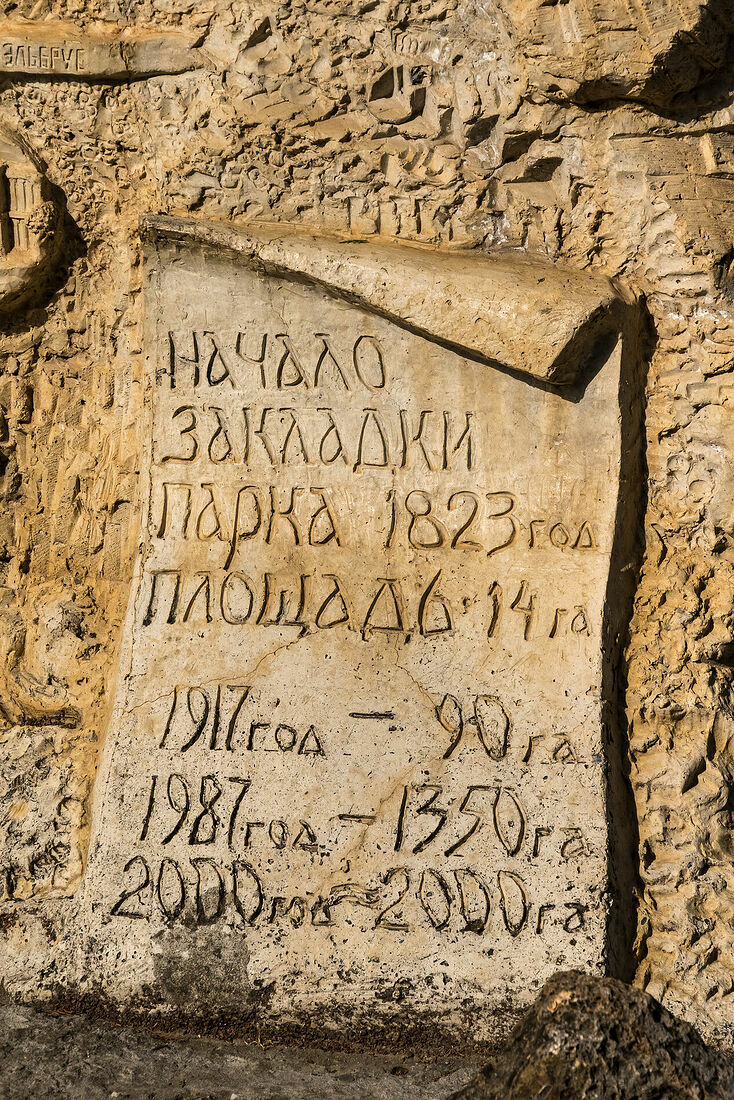 ЭЛЬБРУС
НАЧАЛО
ЗАКЛАДКИ
ПАРКА 1823 ГОД
ПЛОЩАДЬ - 14 га
1917 год — 90 га
1987 год - 1350 га
2000 год ~ 2000 га